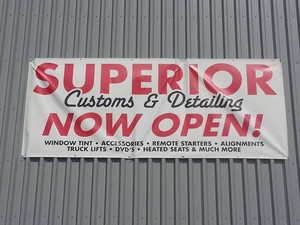 SUPERIOR
Customs & Detailing
NOW OPEN!
WINDOW TINT • ACCESSORIES • REMOTE STARTERS • ALIGNMENTS
TRUCK LIFTS • DVD'S • HEATED SEATS & MUCH MORE